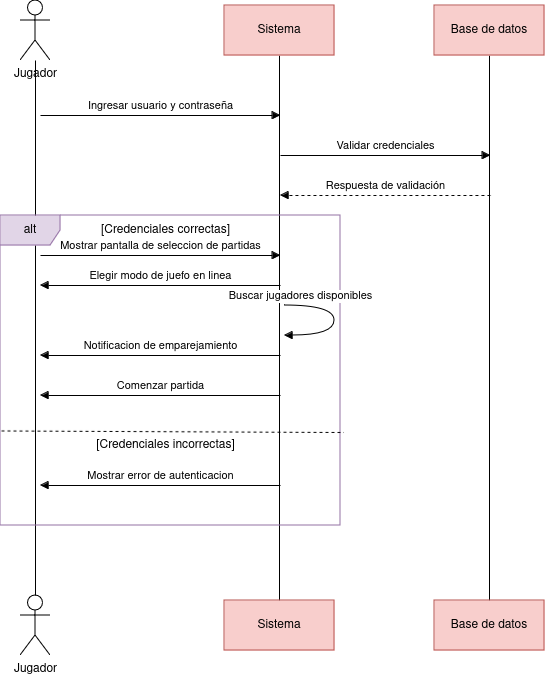 Sistema
Base de datos
Jugador
Ingresar usuario y contraseña
Validar credenciales
Respuesta de validación
alt
[Credenciales correctas]
Mostrar pantalla de seleccion de partidas
Elegir modo de juefo en linea
Buscar jugadores disponibles
Notificacion de emparejamiento
Comenzar partida
[Credenciales incorrectas]
Mostrar error de autenticacion
Sistema
Base de datos
Jugador